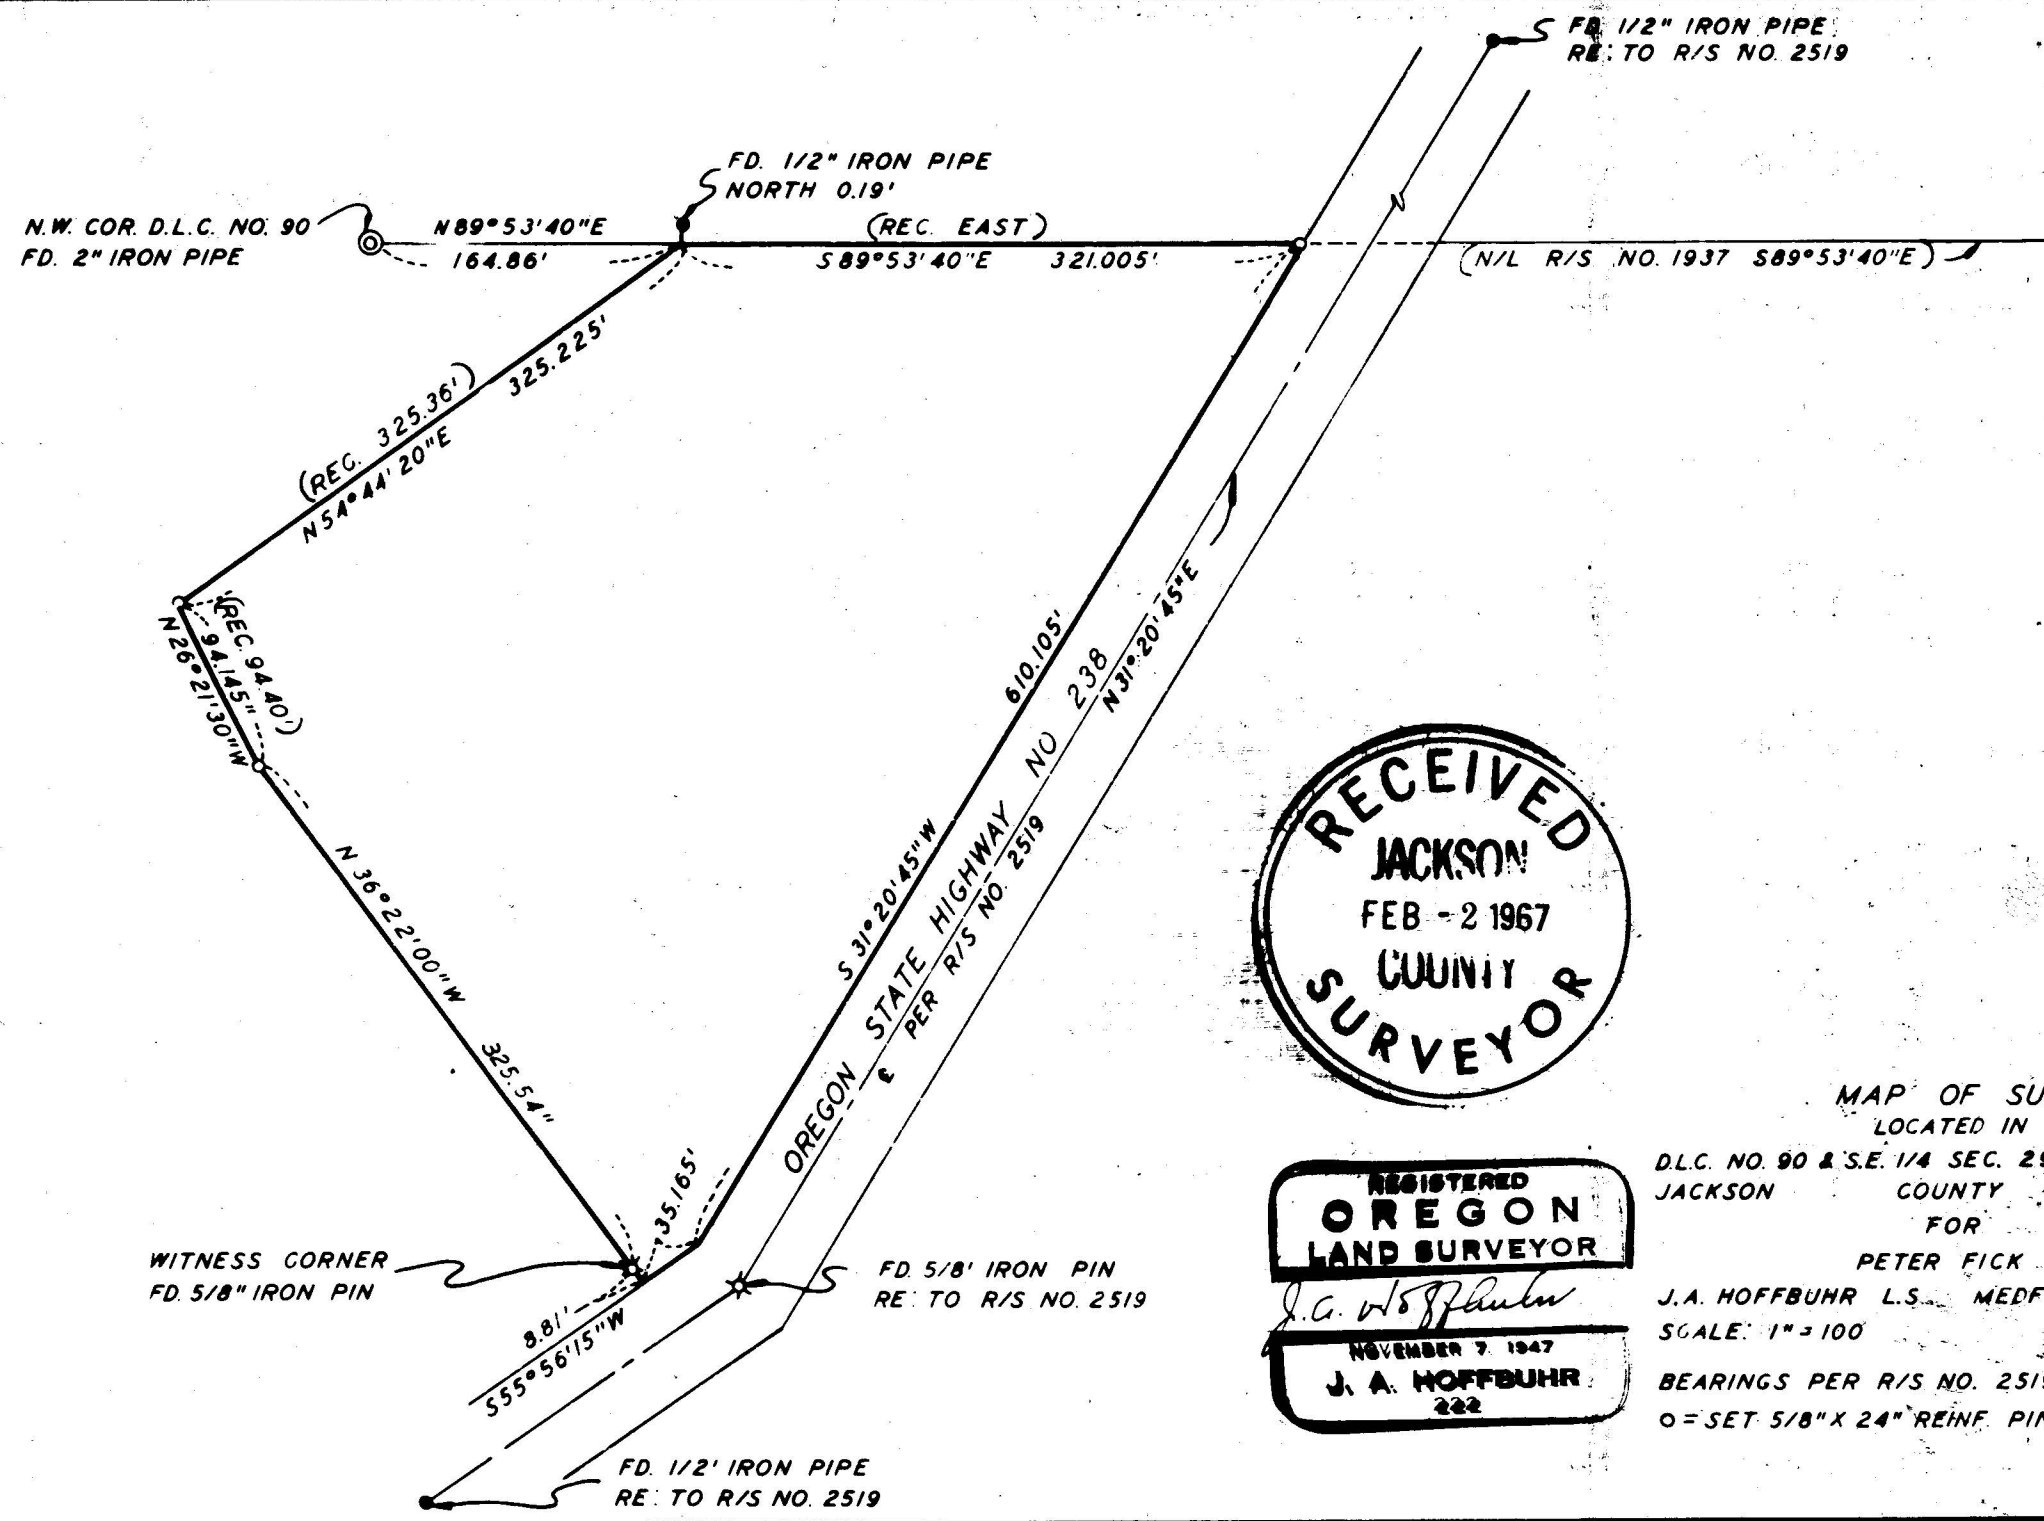 FD. 1/2" IRON PIPE
RE: TO R/S NO. 2519
FD. 1/2" IRON PIPE
NORTH 0.19'
N.W. COR. D.L.C. NO. 90
FD. 2" IRON PIPE
N89°53'40"E
164.86'
(REC. EAST)
S89°53'40"E 321.005'
(N/L R/S NO. 1937 S89°53'40"E)
N
(REC. 325.36')
325.225'
N54°44'20"E
(REC. 94.40')
94.145"
N26°21'30"W
N36°22'00"W 325.54"
610.105'
S 31°20'45"W
OREGON STATE HIGHWAY NO 238
N31°20'45"E
℄ PER R/S NO. 2519
35.165'
8.81'
S55°56'15"W
WITNESS CORNER
FD. 5/8" IRON PIN
FD. 5/8' IRON PIN
RE: TO R/S NO. 2519
FD. 1/2' IRON PIPE
RE: TO R/S NO. 2519
RECEIVED
JACKSON
FEB - 2 1967
COUNTY
SURVEYOR
REGISTERED
OREGON
LAND SURVEYOR
J.A. Hoffbuhr
NOVEMBER 7 1947
J. A. HOFFBUHR
222
MAP OF SU
LOCATED IN
D.L.C. NO. 90 & S.E. 1/4 SEC. 29
JACKSON COUNTY
FOR
PETER FICK
J.A. HOFFBUHR L.S. MEDF
SCALE: 1" = 100
BEARINGS PER R/S NO. 2519
O = SET 5/8" X 24" REINF. PIN